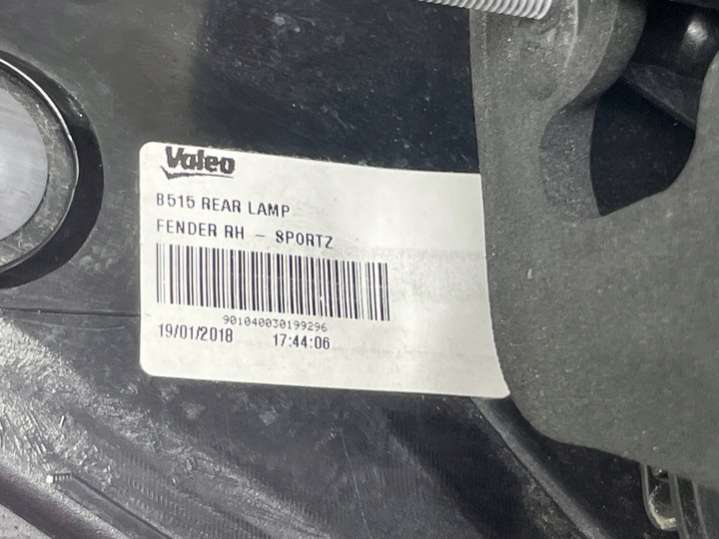 Valeo
B515 REAR LAMP
FENDER RH - SPORTZ
901040030199296
19/01/2018 17:44:06